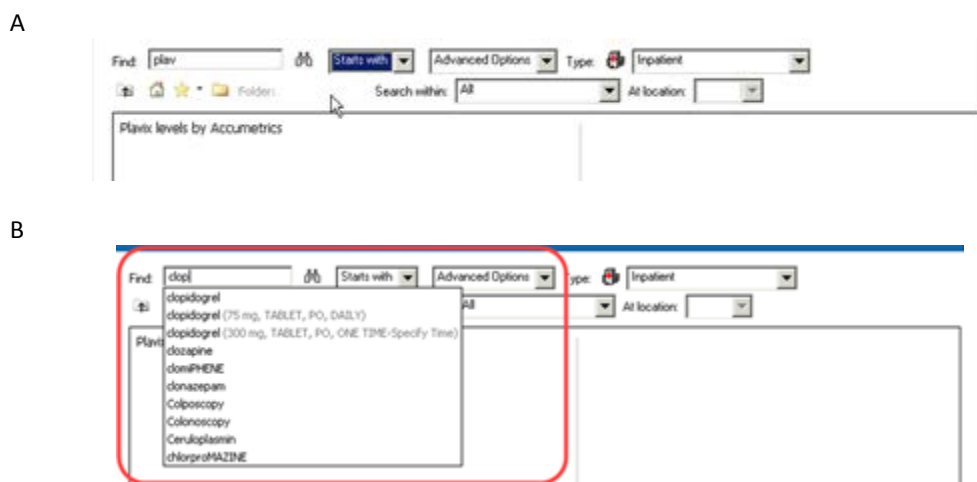 A
Find: plav Starts with Advanced Options Type: Inpatient
Folder: Search within: All At location:
Plavix levels by Accumetrics
B
Find: clop Starts with Advanced Options Type: Inpatient
All At location:
clopidogrel
clopidogrel (75 mg, TABLET, PO, DAILY)
clopidogrel (300 mg, TABLET, PO, ONE TIME-Specify Time)
Plavi
clozapine
clomiPHENE
clonazepam
Colposcopy
Colonoscopy
Ceruloplasmin
chlorproMAZINE